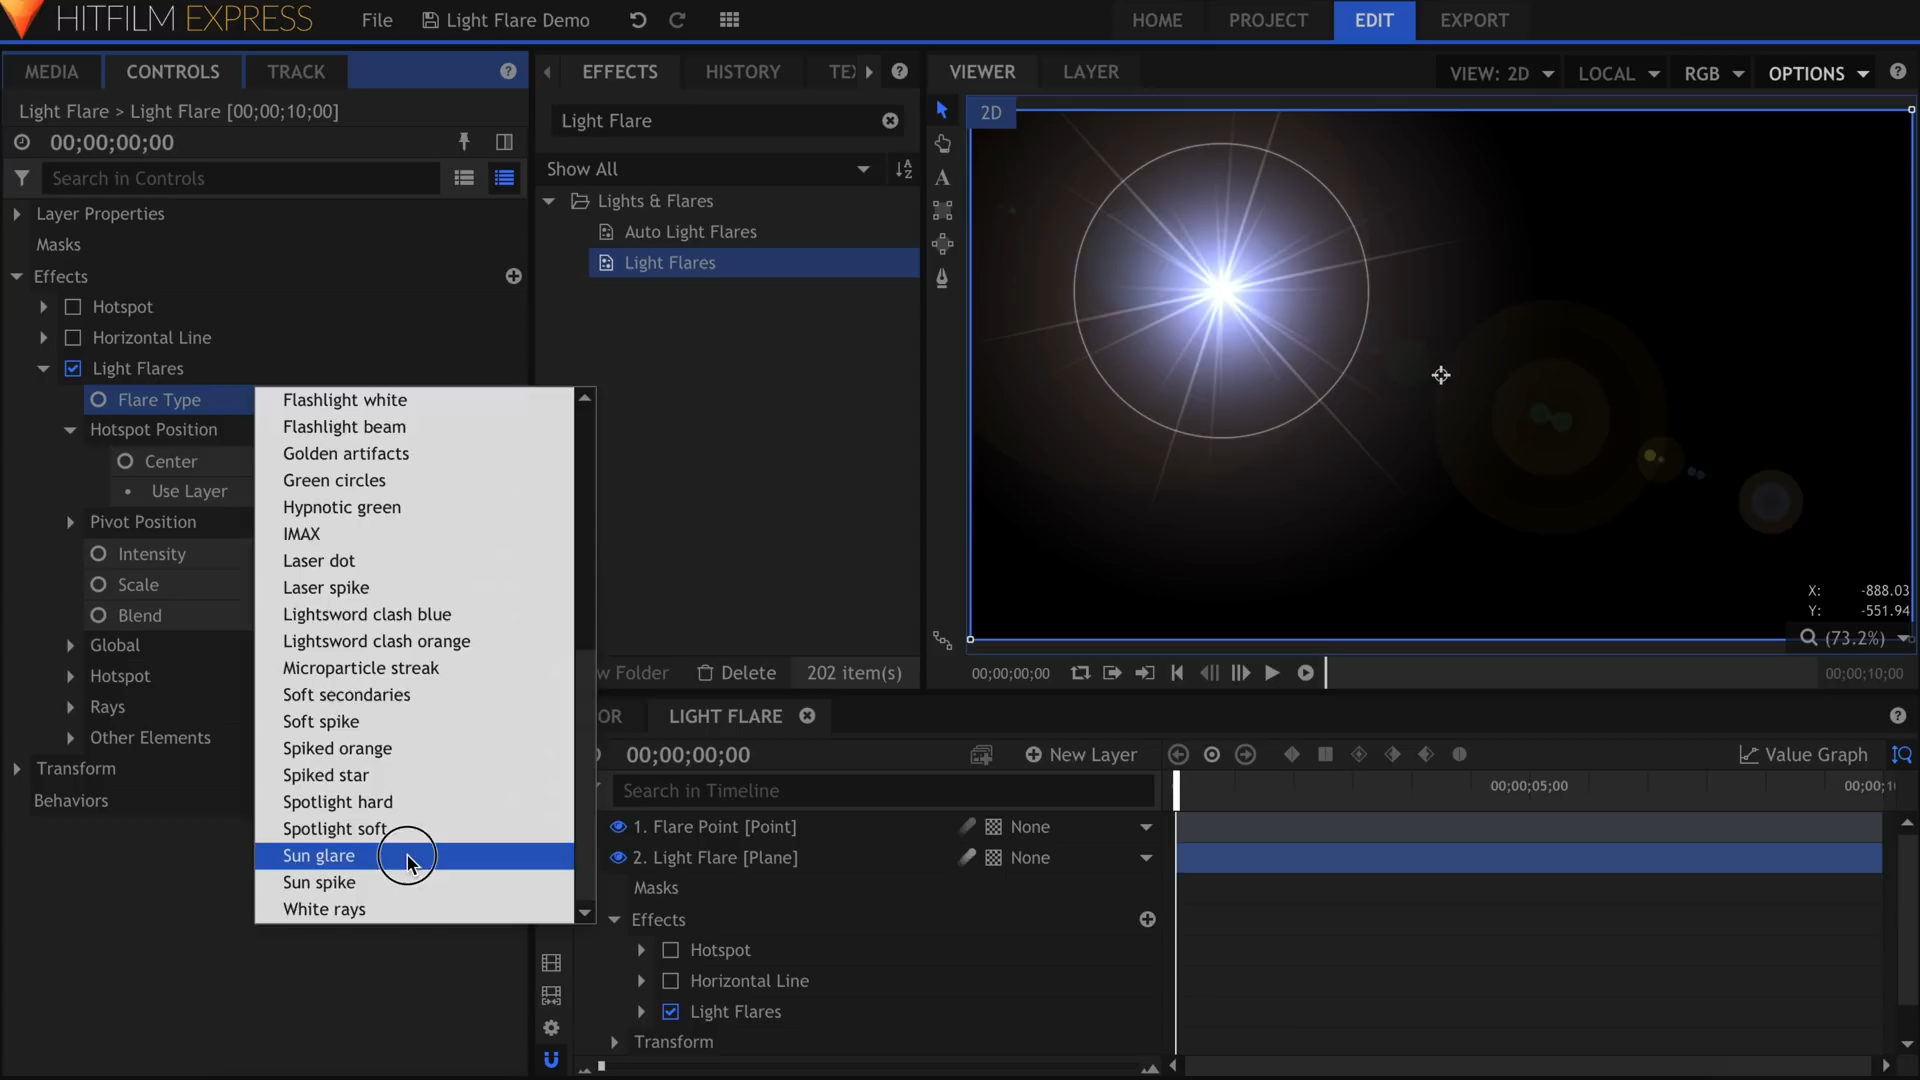 HITFILM EXPRESS
File
Light Flare Demo
HOME
PROJECT
EDIT
EXPORT
MEDIA
CONTROLS
TRACK
Light Flare > Light Flare [00;00;10;00]
00;00;00;00
Search in Controls
Layer Properties
Masks
Effects
Hotspot
Horizontal Line
Light Flares
Flare Type
Hotspot Position
Center
Use Layer
Pivot Position
Intensity
Scale
Blend
Global
Hotspot
Rays
Other Elements
Transform
Behaviors
Flashlight white
Flashlight beam
Golden artifacts
Green circles
Hypnotic green
IMAX
Laser dot
Laser spike
Lightsword clash blue
Lightsword clash orange
Microparticle streak
Soft secondaries
Soft spike
Spiked orange
Spiked star
Spotlight hard
Spotlight soft
Sun glare
Sun spike
White rays
EFFECTS
HISTORY
TE
Light Flare
Show All
Lights & Flares
Auto Light Flares
Light Flares
w Folder
Delete
202 item(s)
VIEWER
LAYER
VIEW: 2D
LOCAL
RGB
OPTIONS
2D
X: -888.03
Y: -551.94
(73.2%)
00;00;00;00
00;00;10;00
OR
LIGHT FLARE
00;00;00;00
New Layer
Value Graph
Search in Timeline
00;00;05;00
00;00;1
1. Flare Point [Point]
None
2. Light Flare [Plane]
None
Masks
Effects
Hotspot
Horizontal Line
Light Flares
Transform